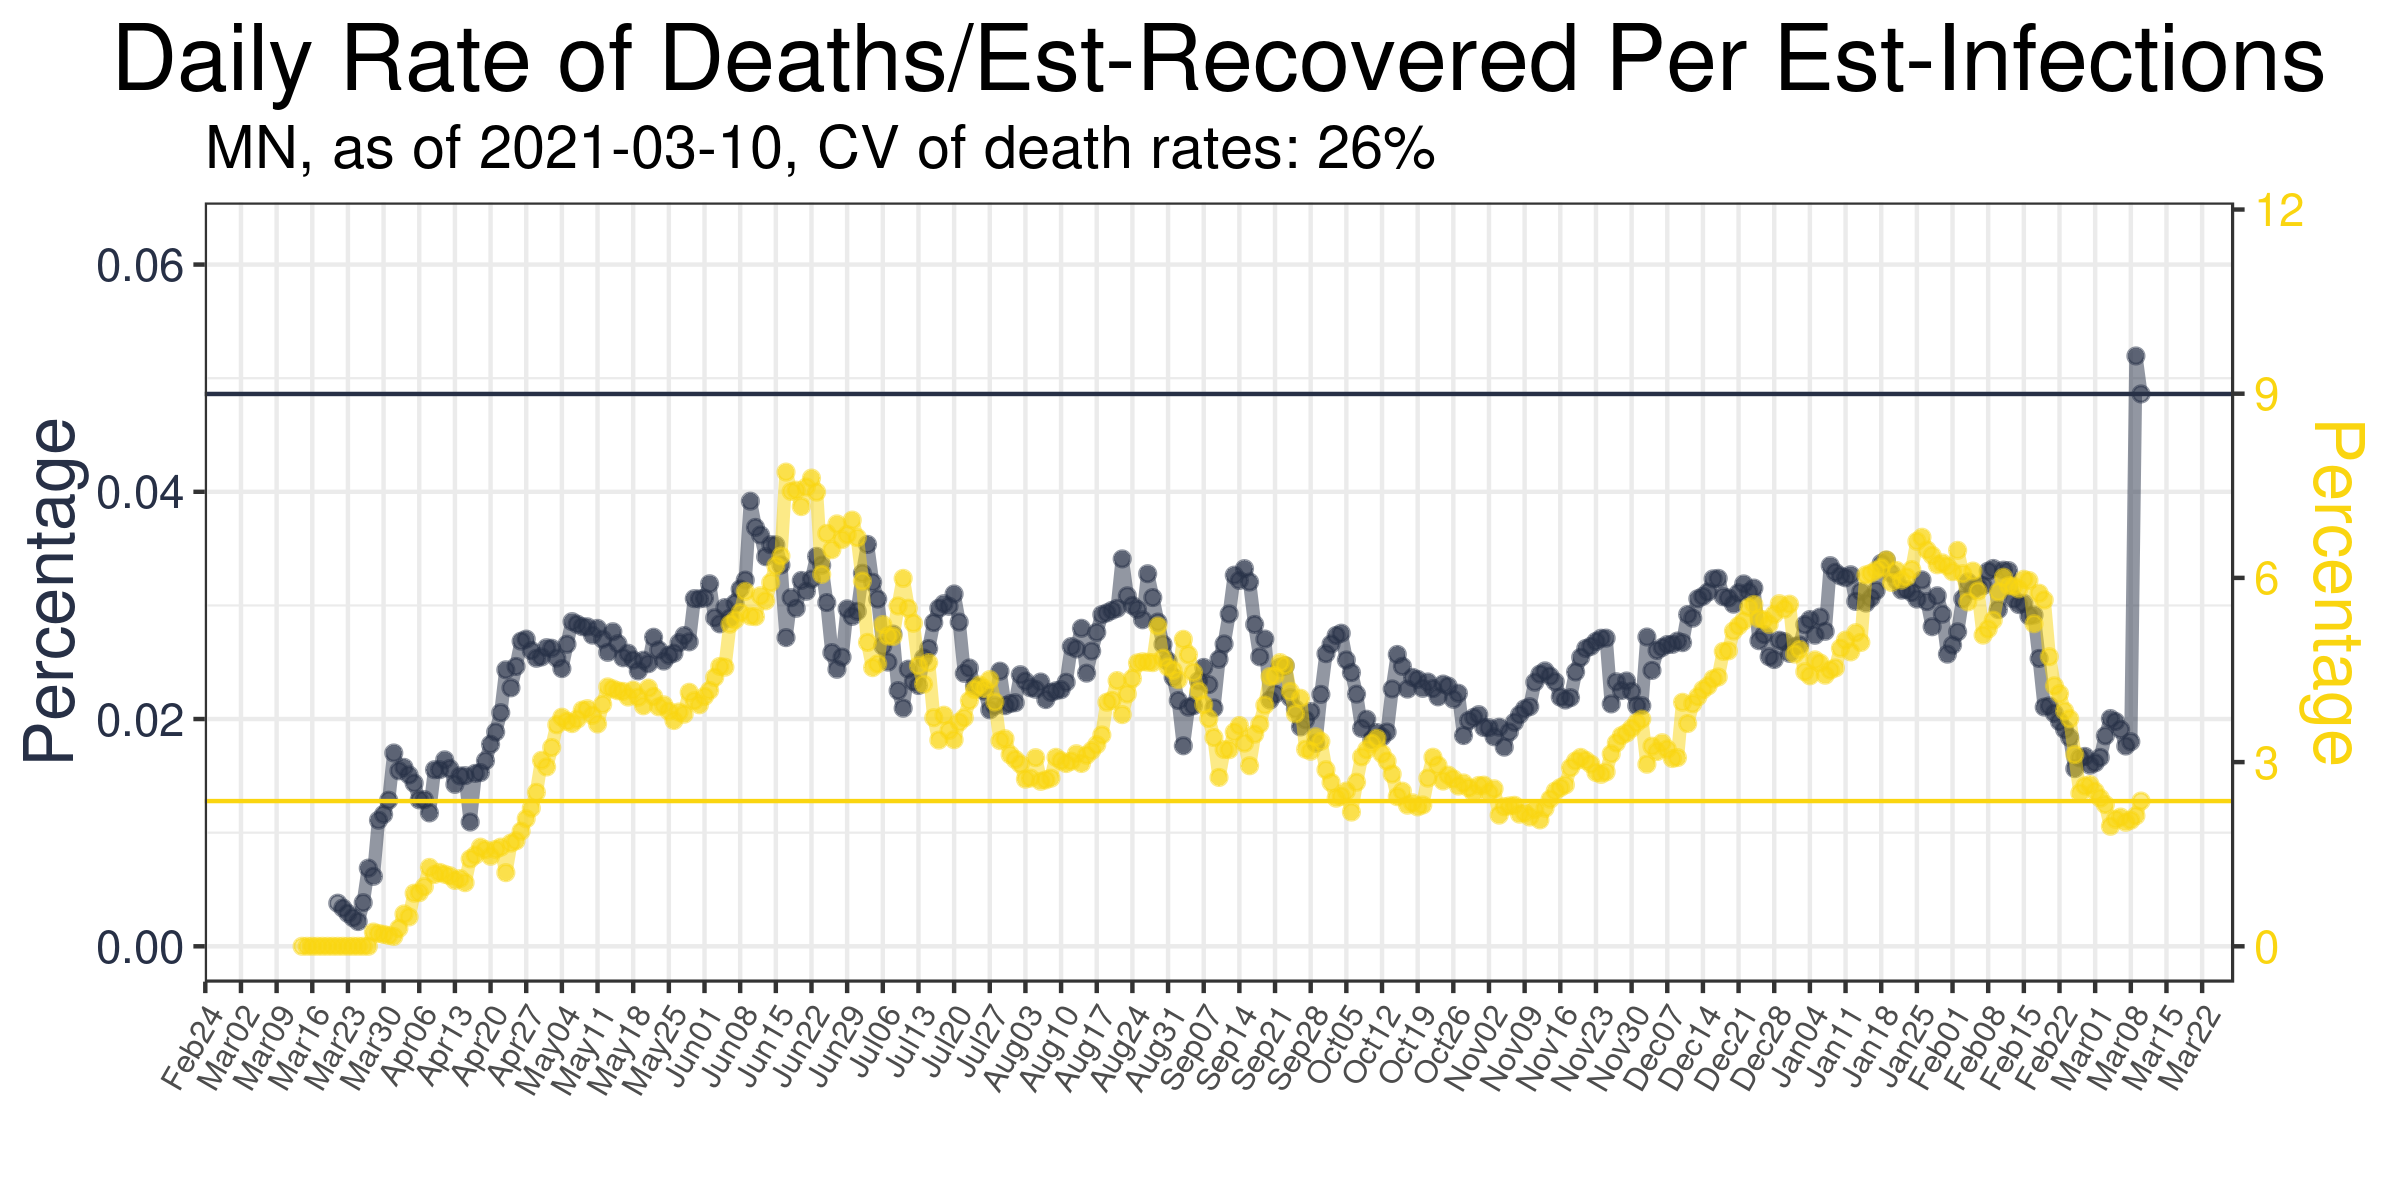 Daily Rate of Deaths/Est-Recovered Per Est-Infections
MN, as of 2021-03-10, CV of death rates: 26%
Percentage
0.06
0.04
0.02
0.00
12
9
6
3
0
Percentage
Feb24
Mar02
Mar09
Mar16
Mar23
Mar30
Apr06
Apr13
Apr20
Apr27
May04
May11
May18
May25
Jun01
Jun08
Jun15
Jun22
Jun29
Jul06
Jul13
Jul20
Jul27
Aug03
Aug10
Aug17
Aug24
Aug31
Sep07
Sep14
Sep21
Sep28
Oct05
Oct12
Oct19
Oct26
Nov02
Nov09
Nov16
Nov23
Nov30
Dec07
Dec14
Dec21
Dec28
Jan04
Jan11
Jan18
Jan25
Feb01
Feb08
Feb15
Feb22
Mar01
Mar08
Mar15
Mar22